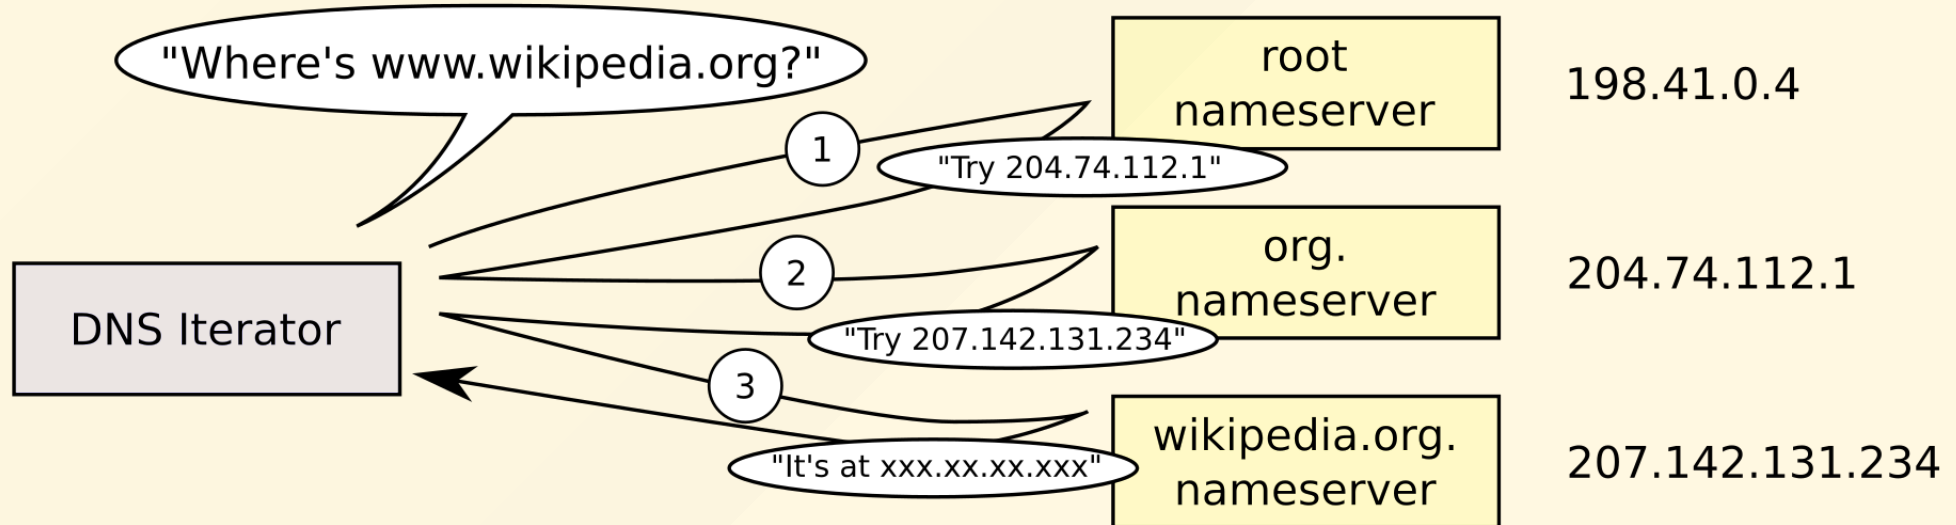 "Where's www.wikipedia.org?"
root
nameserver
198.41.0.4
1
"Try 204.74.112.1"
org.
nameserver
204.74.112.1
2
DNS Iterator
"Try 207.142.131.234"
3
wikipedia.org.
nameserver
207.142.131.234
"It's at xxx.xx.xx.xxx"